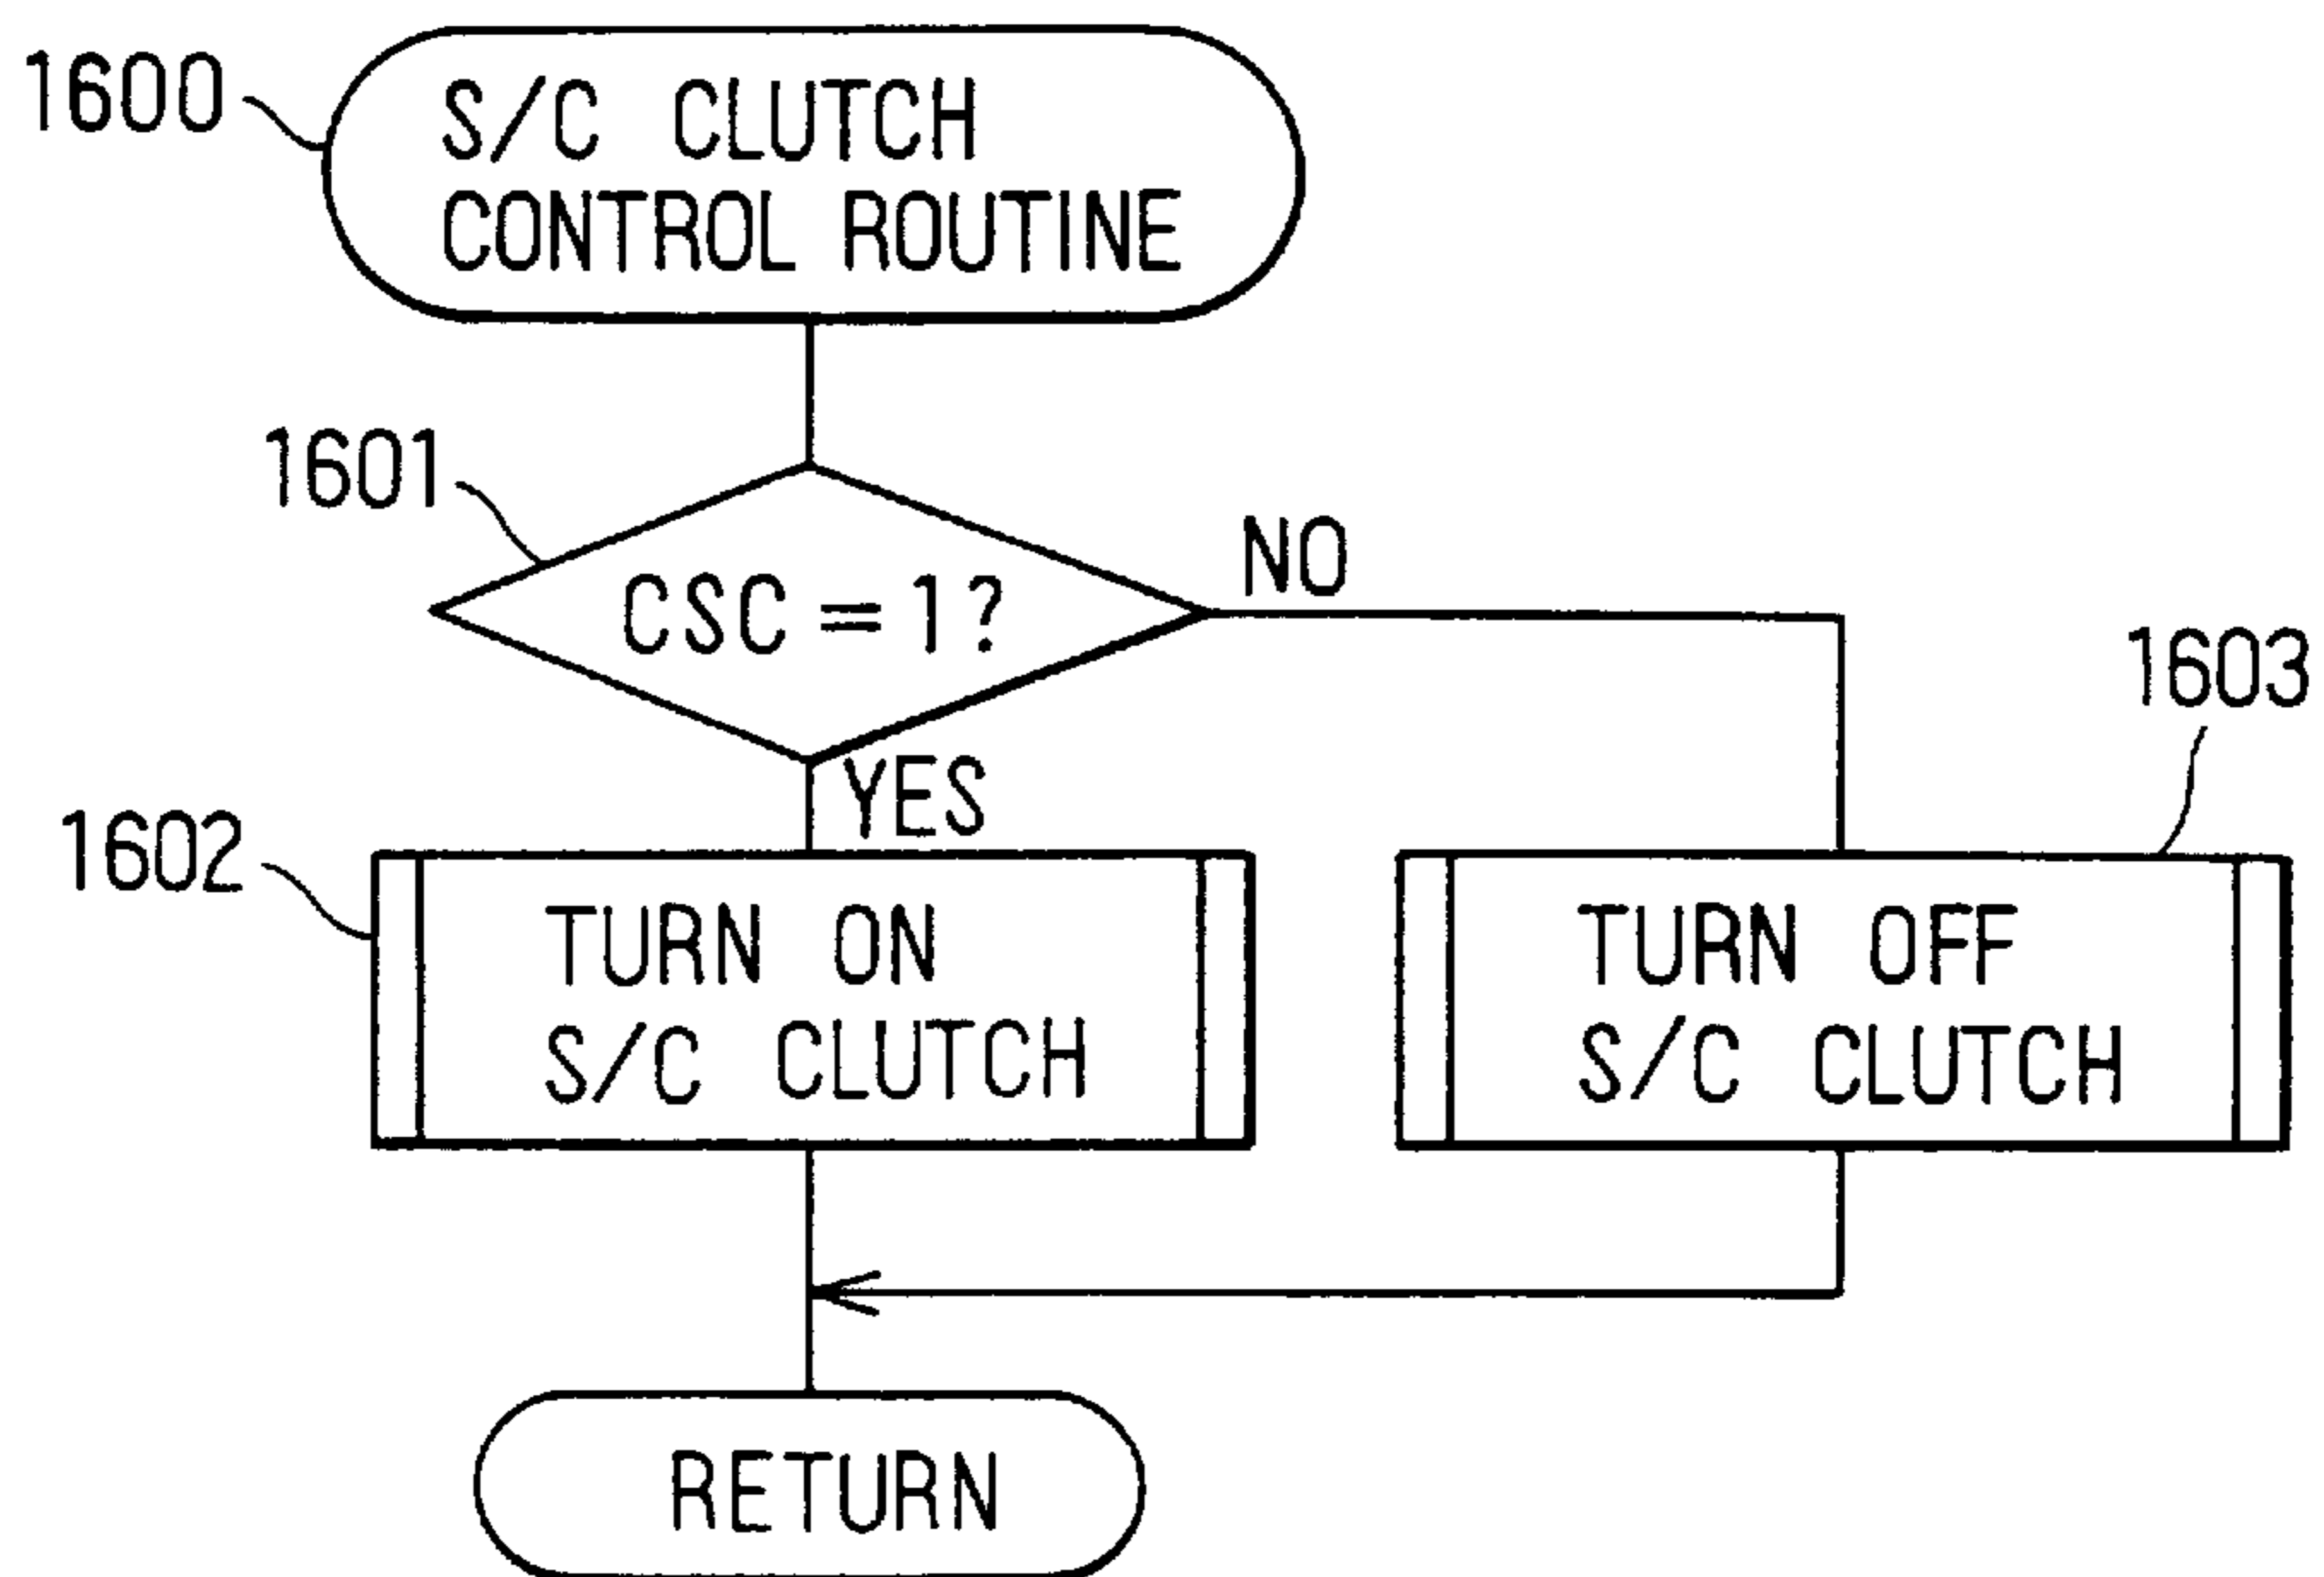 1600
S/C CLUTCH
CONTROL ROUTINE
1601
CSC = 1?
NO
YES
1602
TURN ON
S/C CLUTCH
1603
TURN OFF
S/C CLUTCH
RETURN